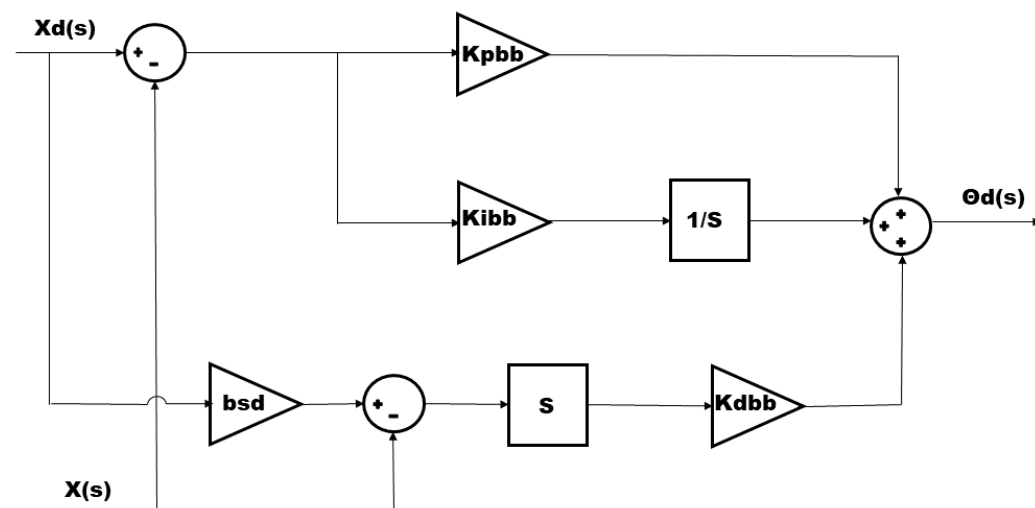 Xd(s)
+
-
Kpbb
Kibb
1/S
+
+
+
Θd(s)
bsd
+
-
S
Kdbb
X(s)